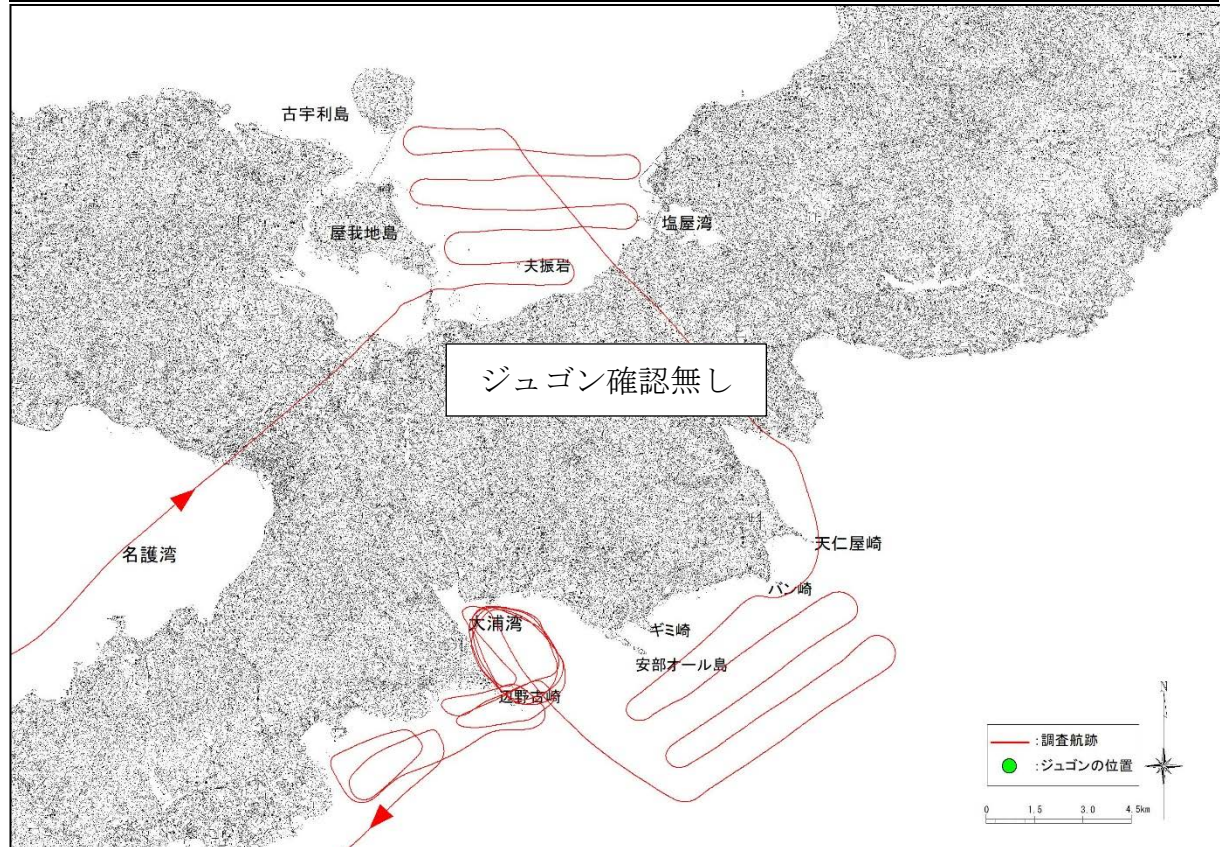 古宇利島
屋我地島
塩屋湾
夫振岩
ジュゴン確認無し
名護湾
天仁屋崎
バン崎
大浦湾
ギミ崎
安部オール島
辺野古崎
N
:調査航跡
:ジュゴンの位置
0 1.5 3.0 4.5km